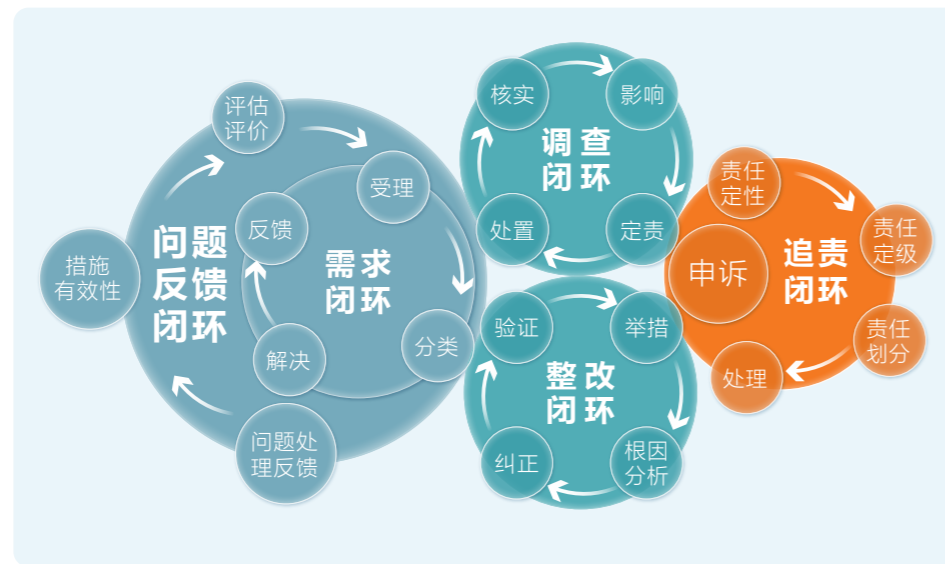 评估
评价
受理
反馈
措施
有效性
问题
反馈
闭环
需求
闭环
解决
分类
问题处
理反馈
核实
影响
调查
闭环
处置
定责
验证
举措
整改
闭环
纠正
根因
分析
责任
定性
责任
定级
申诉
追责
闭环
责任
划分
处理